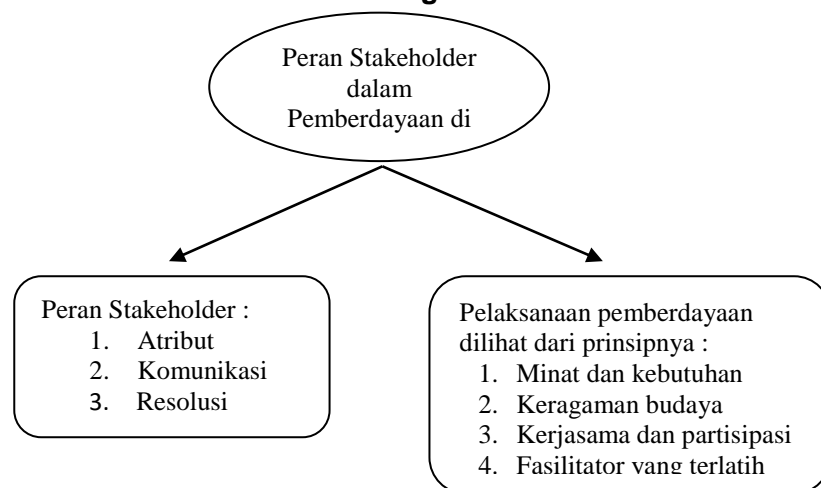 Peran Stakeholder
dalam
Pemberdayaan di
Peran Stakeholder :
1. Atribut
2. Komunikasi
3. Resolusi
Pelaksanaan pemberdayaan
dilihat dari prinsipnya :
1. Minat dan kebutuhan
2. Keragaman budaya
3. Kerjasama dan partisipasi
4. Fasilitator yang terlatih